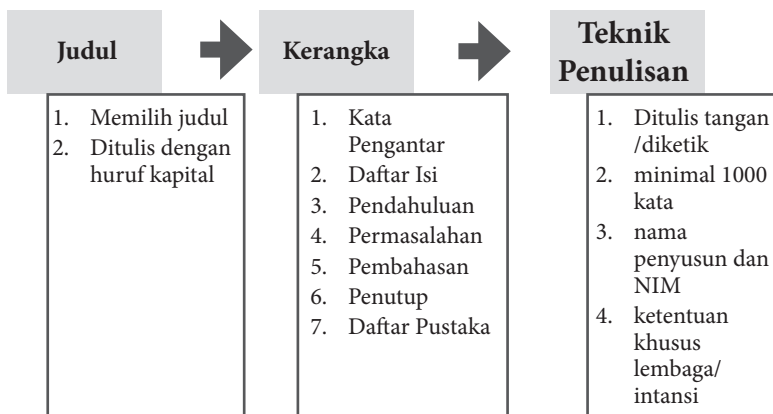 Judul
1. Memilih judul
2. Ditulis dengan
huruf kapital
Kerangka
1. Kata
Pengantar
2. Daftar Isi
3. Pendahuluan
4. Permasalahan
5. Pembahasan
6. Penutup
7. Daftar Pustaka
Teknik
Penulisan
1. Ditulis tangan
/diketik
2. minimal 1000
kata
3. nama
penyusun dan
NIM
4. ketentuan
khusus
lembaga/
intansi